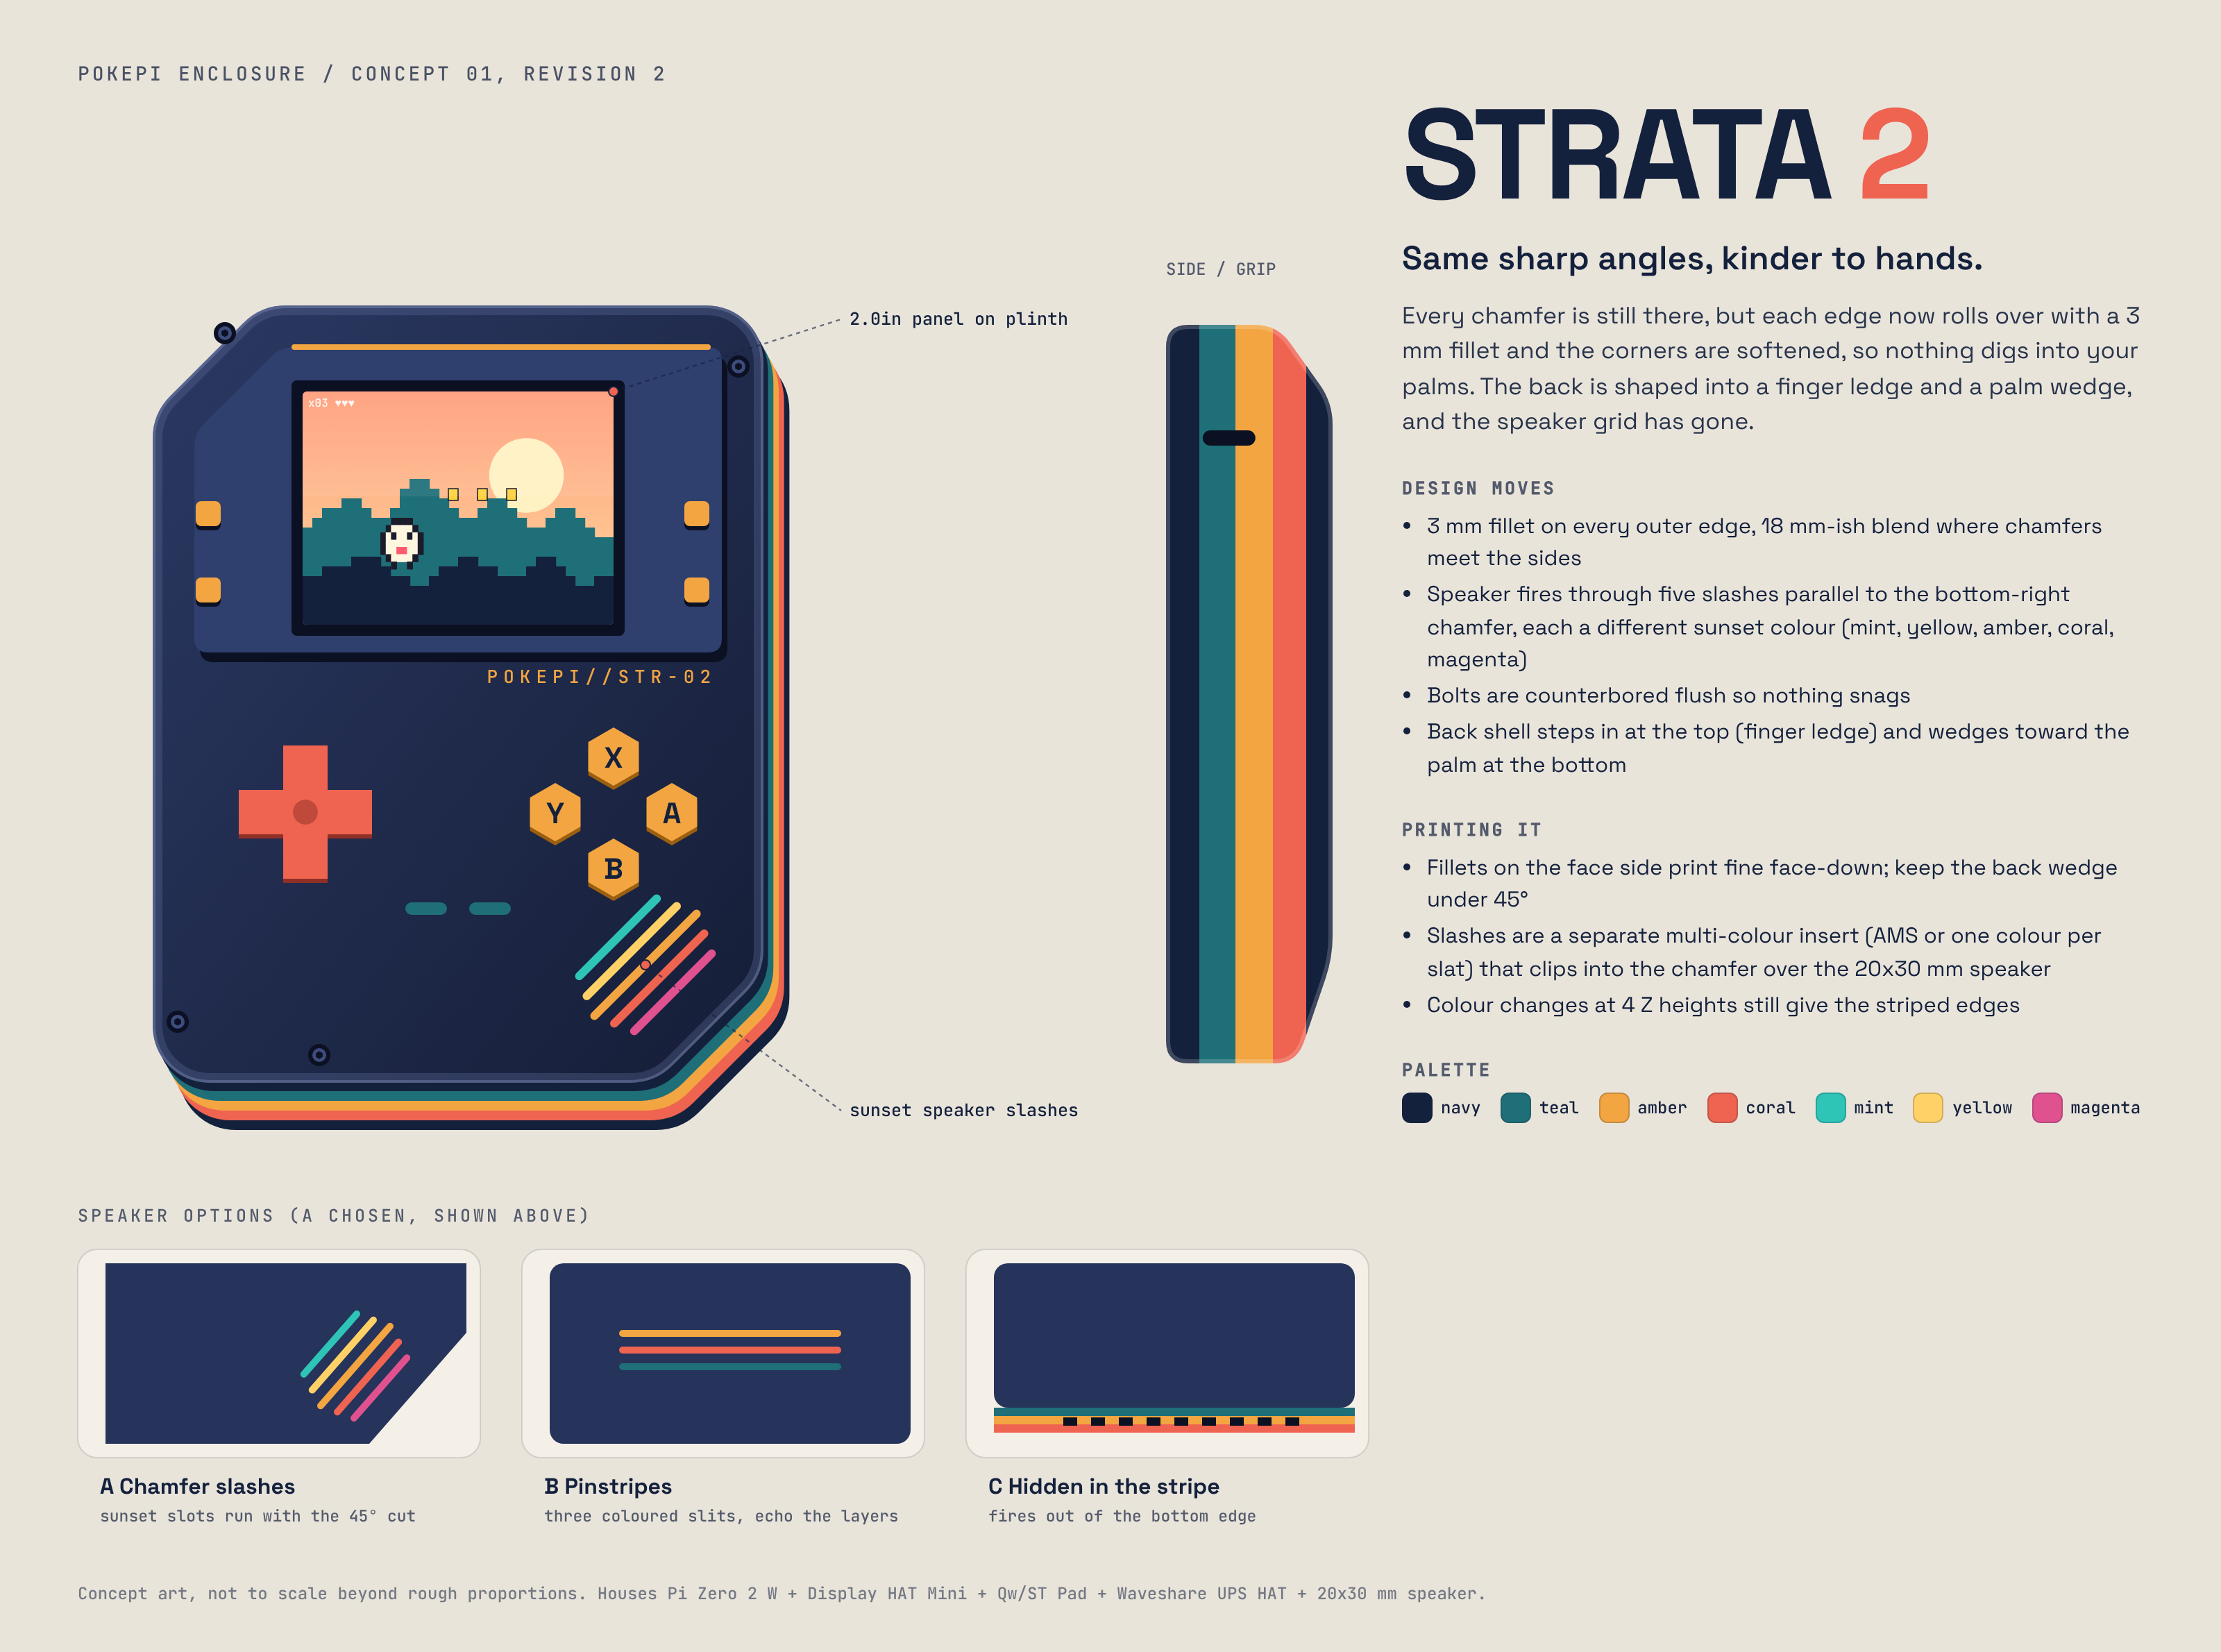 POKEPI ENCLOSURE / CONCEPT 01, REVISION 2
STRATA 2
Same sharp angles, kinder to hands.
Every chamfer is still there, but each edge now rolls over with a 3
mm fillet and the corners are softened, so nothing digs into your
palms. The back is shaped into a finger ledge and a palm wedge,
and the speaker grid has gone.
DESIGN MOVES
• 3 mm fillet on every outer edge, 18 mm-ish blend where chamfers
meet the sides
• Speaker fires through five slashes parallel to the bottom-right
chamfer, each a different sunset colour (mint, yellow, amber, coral,
magenta)
• Bolts are counterbored flush so nothing snags
• Back shell steps in at the top (finger ledge) and wedges toward the
palm at the bottom
PRINTING IT
• Fillets on the face side print fine face-down; keep the back wedge
under 45°
• Slashes are a separate multi-colour insert (AMS or one colour per
slat) that clips into the chamfer over the 20x30 mm speaker
• Colour changes at 4 Z heights still give the striped edges
PALETTE
navy teal amber coral mint yellow magenta
SIDE / GRIP
2.0in panel on plinth
x03 ♥♥♥
POKEPI//STR-02
X
Y A
B
sunset speaker slashes
SPEAKER OPTIONS (A CHOSEN, SHOWN ABOVE)
A Chamfer slashes
sunset slots run with the 45° cut
B Pinstripes
three coloured slits, echo the layers
C Hidden in the stripe
fires out of the bottom edge
Concept art, not to scale beyond rough proportions. Houses Pi Zero 2 W + Display HAT Mini + Qw/ST Pad + Waveshare UPS HAT + 20x30 mm speaker.